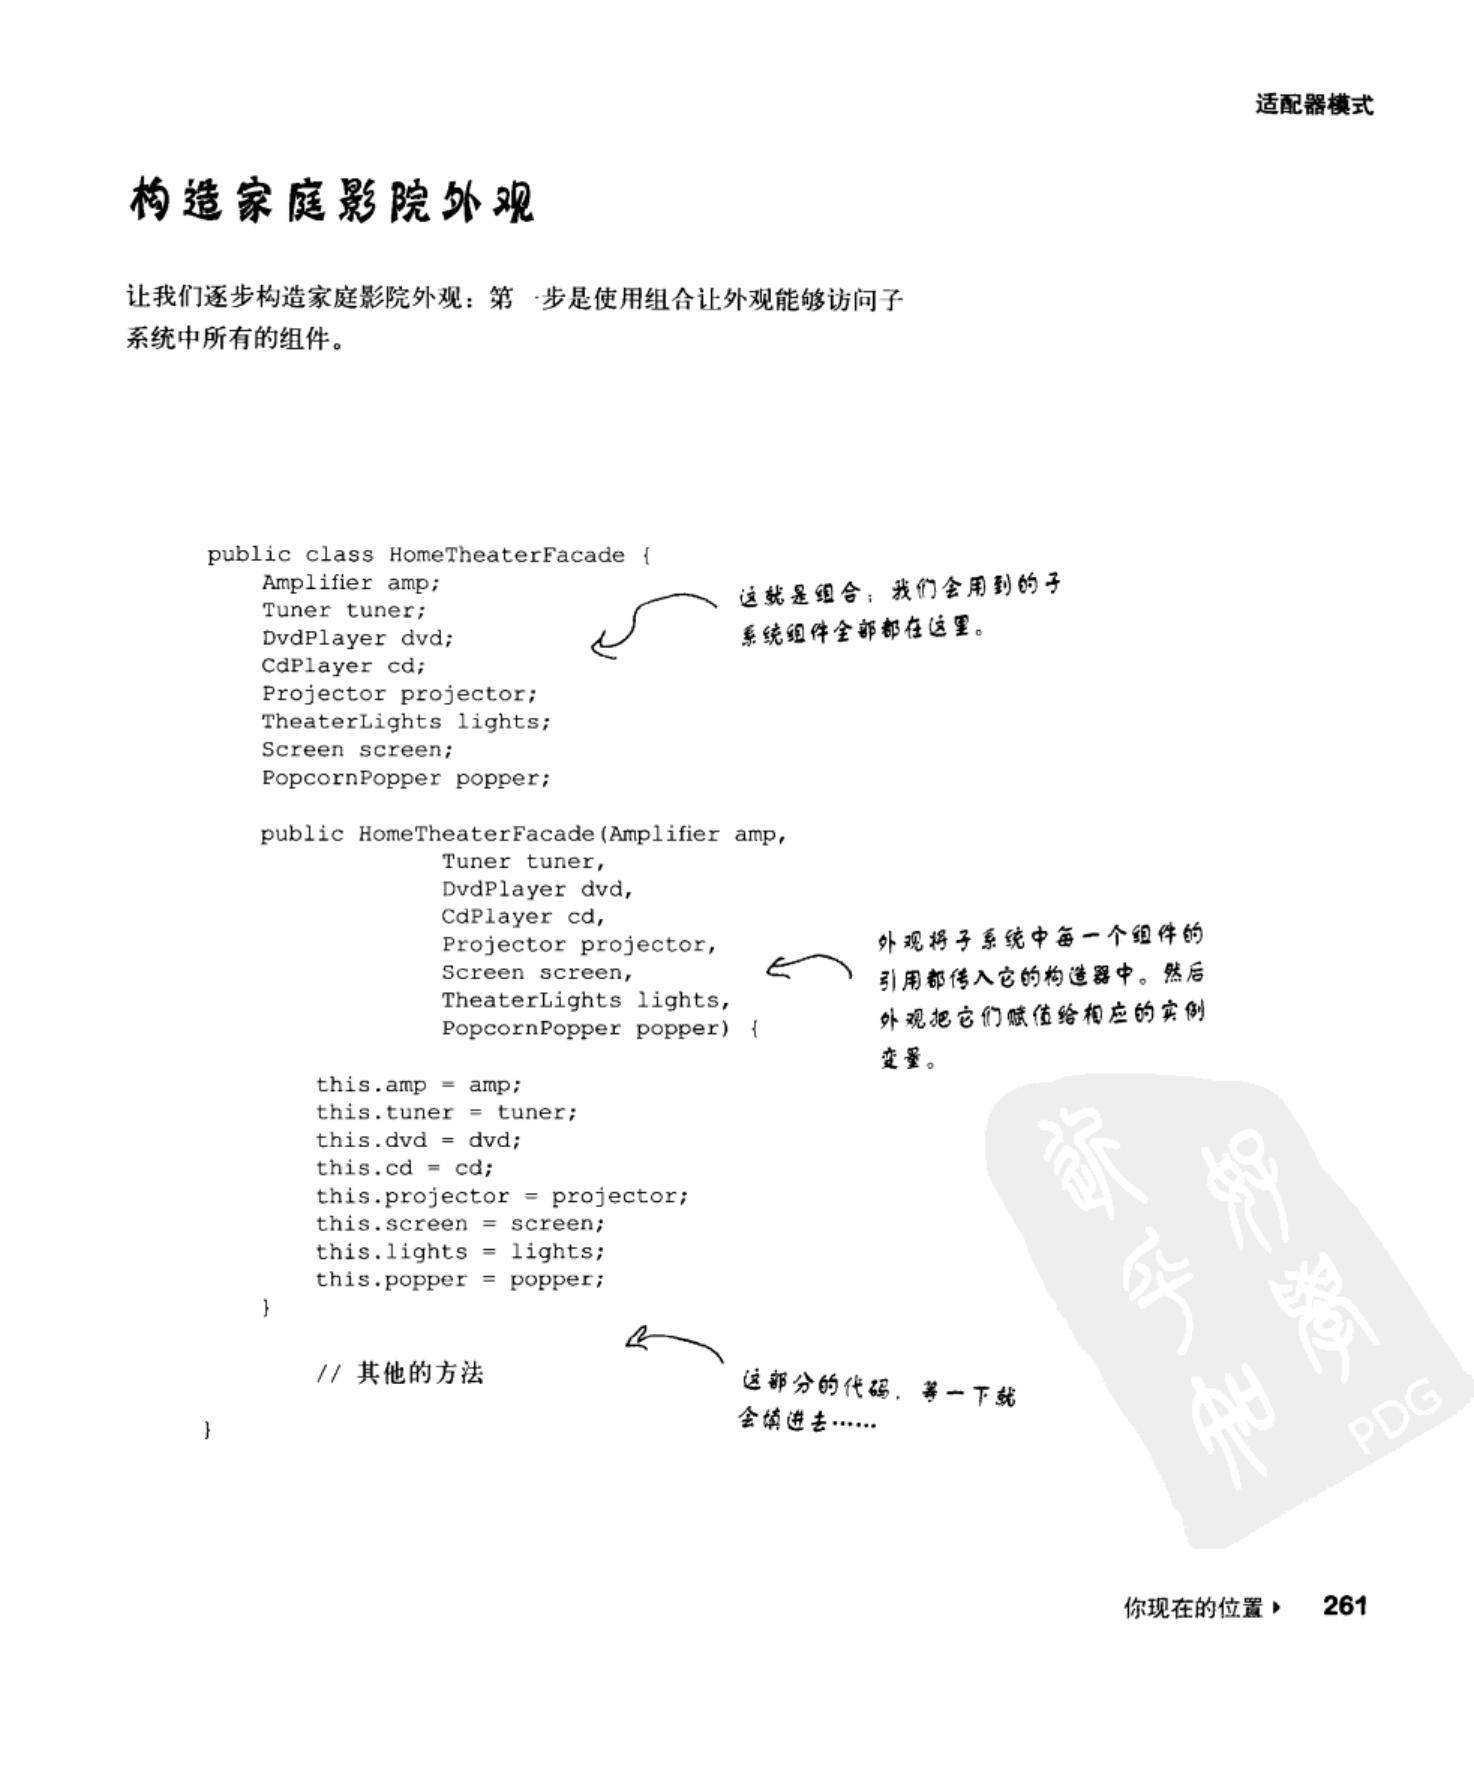 适配器模式
构造家庭影院外观
让我们逐步构造家庭影院外观：第一步是使用组合让外观能够访问子
系统中所有的组件。
public class HomeTheaterFacade {
Amplifier amp;
Tuner tuner;
DvdPlayer dvd;
CdPlayer cd;
Projector projector;
TheaterLights lights;
Screen screen;
PopcornPopper popper;
这就是组合；我们会用到的子
系统组件全部都在这里。
public HomeTheaterFacade(Amplifier amp,
Tuner tuner,
DvdPlayer dvd,
CdPlayer cd,
Projector projector,
Screen screen,
TheaterLights lights,
PopcornPopper popper) {
外观将子系统中每一个组件的
引用都传入它的构造器中。然后
外观把它们赋值给相应的实例
变量。
this.amp = amp;
this.tuner = tuner;
this.dvd = dvd;
this.cd = cd;
this.projector = projector;
this.screen = screen;
this.lights = lights;
this.popper = popper;
}
// 其他的方法
这部分的代码，等一下就
会填进去……
}
PDG
你现在的位置 ▸ 261